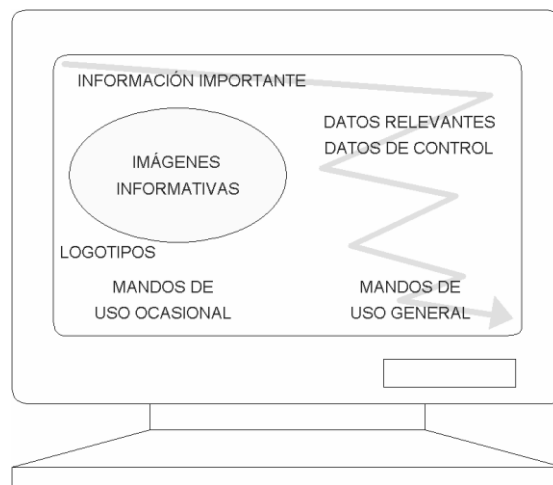 INFORMACIÓN IMPORTANTE
DATOS RELEVANTES
DATOS DE CONTROL
IMÁGENES
INFORMATIVAS
LOGOTIPOS
MANDOS DE
USO OCASIONAL
MANDOS DE
USO GENERAL